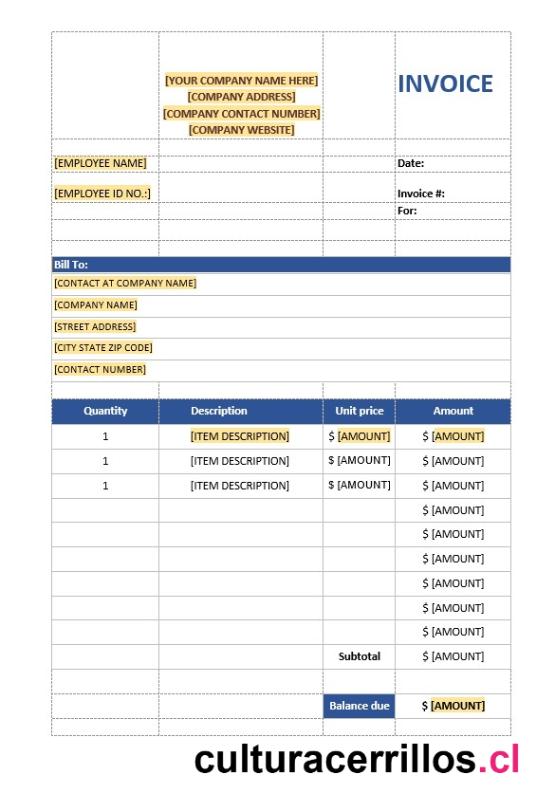 [YOUR COMPANY NAME HERE]
[COMPANY ADDRESS]
[COMPANY CONTACT NUMBER]
[COMPANY WEBSITE]
INVOICE
[EMPLOYEE NAME] Date:
[EMPLOYEE ID NO.:] Invoice #:
For:
Bill To:
[CONTACT AT COMPANY NAME]
[COMPANY NAME]
[STREET ADDRESS]
[CITY STATE ZIP CODE]
[CONTACT NUMBER]
Quantity Description Unit price Amount
1 [ITEM DESCRIPTION] $ [AMOUNT] $ [AMOUNT]
1 [ITEM DESCRIPTION] $ [AMOUNT] $ [AMOUNT]
1 [ITEM DESCRIPTION] $ [AMOUNT] $ [AMOUNT]
$ [AMOUNT]
$ [AMOUNT]
$ [AMOUNT]
$ [AMOUNT]
$ [AMOUNT]
$ [AMOUNT]
Subtotal $ [AMOUNT]
Balance due $ [AMOUNT]
culturacerrillos.cl